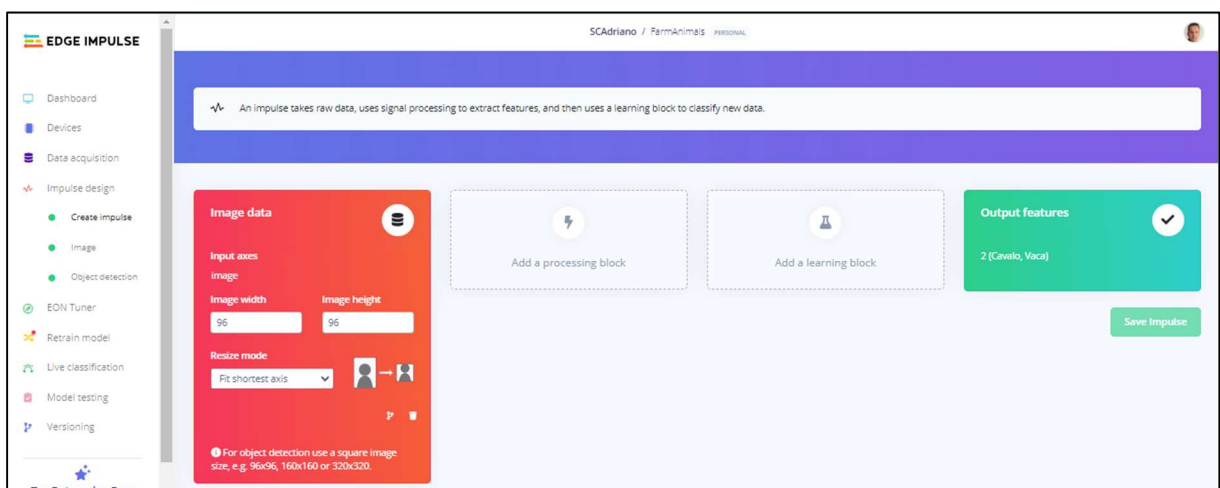 EDGE IMPULSE
SCAdriano / FarmAnimals PERSONAL
Dashboard
Devices
Data acquisition
Impulse design
Create impulse
Image
Object detection
EON Tuner
Retrain model
Live classification
Model testing
Versioning
An impulse takes raw data, uses signal processing to extract features, and then uses a learning block to classify new data.
Image data
Input axes
image
Image width Image height
96 96
Resize mode
Fit shortest axis
For object detection use a square image
size, e.g. 96x96, 160x160 or 320x320.
Add a processing block
Add a learning block
Output features
2 (Cavalo, Vaca)
Save Impulse